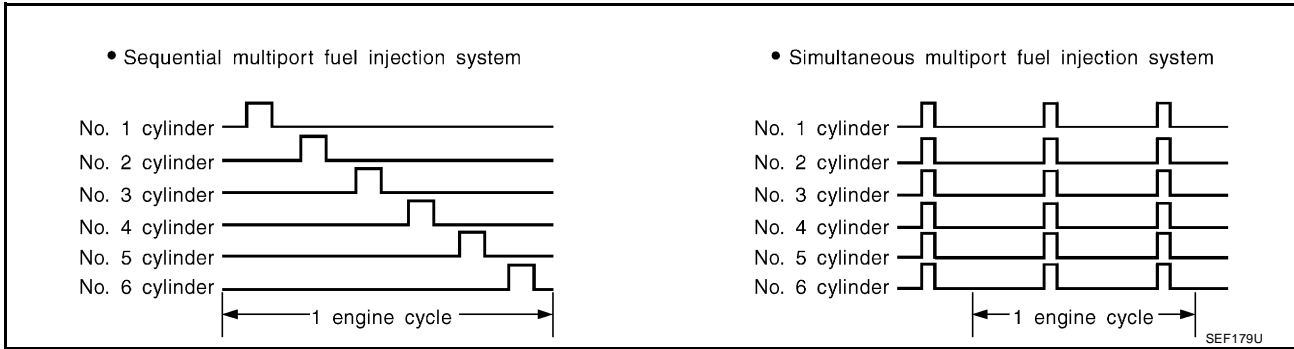 • Sequential multiport fuel injection system
No. 1 cylinder
No. 2 cylinder
No. 3 cylinder
No. 4 cylinder
No. 5 cylinder
No. 6 cylinder
1 engine cycle
• Simultaneous multiport fuel injection system
No. 1 cylinder
No. 2 cylinder
No. 3 cylinder
No. 4 cylinder
No. 5 cylinder
No. 6 cylinder
1 engine cycle
SEF179U